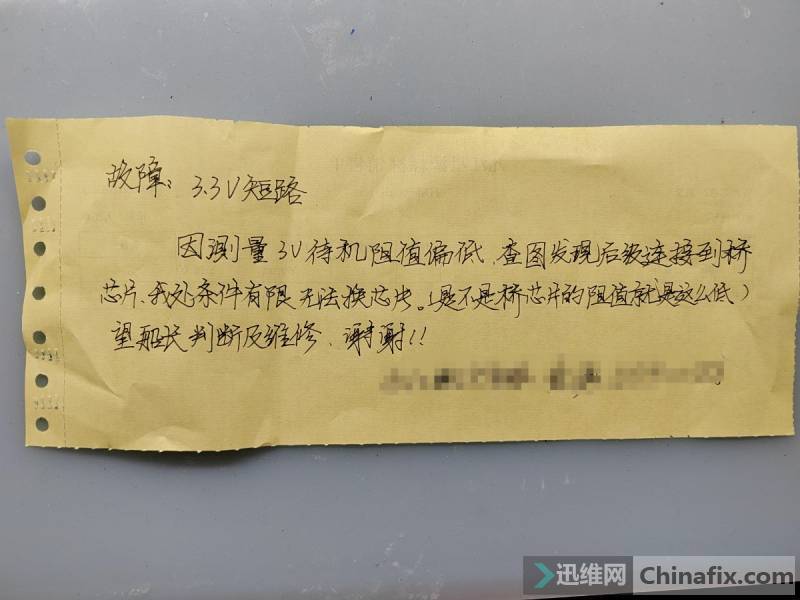 故障：3.3V短路
因测量3V待机阻值偏低．查图发现后级连接到桥
芯片．我处条件有限无法换芯片。（是不是桥芯片的阻值就是这么低）
望船长判断及维修．谢谢！！
迅维网 Chinafix.com